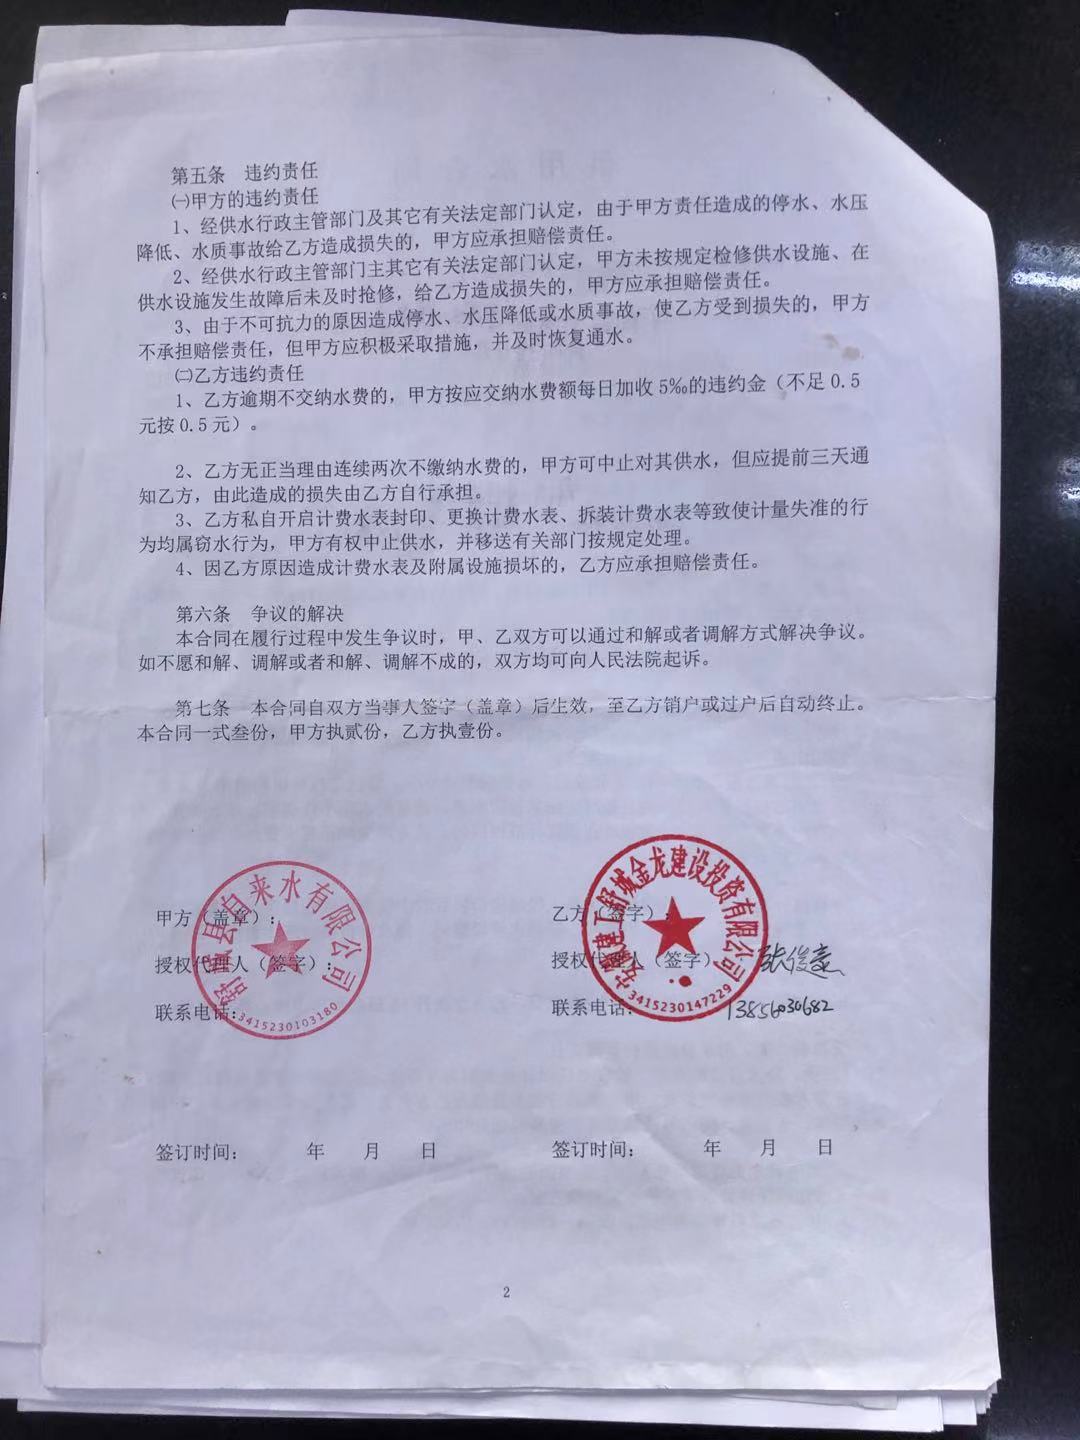 第五条　违约责任
㈠甲方的违约责任
1、经供水行政主管部门及其它有关法定部门认定，由于甲方责任造成的停水、水压
降低、水质事故给乙方造成损失的，甲方应承担赔偿责任。
2、经供水行政主管部门主其它有关法定部门认定，甲方未按规定检修供水设施、在
供水设施发生故障后未及时抢修，给乙方造成损失的，甲方应承担赔偿责任。
3、由于不可抗力的原因造成停水、水压降低或水质事故，使乙方受到损失的，甲方
不承担赔偿责任，但甲方应积极采取措施，并及时恢复通水。
㈡乙方违约责任
1、乙方逾期不交纳水费的，甲方按应交纳水费额每日加收 5‰的违约金（不足 0.5
元按 0.5 元）。
2、乙方无正当理由连续两次不缴纳水费的，甲方可中止对其供水，但应提前三天通
知乙方，由此造成的损失由乙方自行承担。
3、乙方私自开启计费水表封印、更换计费水表、拆装计费水表等致使计量失准的行
为均属窃水行为，甲方有权中止供水，并移送有关部门按规定处理。
4、因乙方原因造成计费水表及附属设施损坏的，乙方应承担赔偿责任。
第六条　争议的解决
本合同在履行过程中发生争议时，甲、乙双方可以通过和解或者调解方式解决争议。
如不愿和解、调解或者和解、调解不成的，双方均可向人民法院起诉。
第七条　本合同自双方当事人签字（盖章）后生效，至乙方销户或过户后自动终止。
本合同一式叁份，甲方执贰份，乙方执壹份。
甲方（盖章）：
授权代理人（签字）：
联系电话：
舒城县自来水有限公司
3415230103180
乙方（签字）：
授权代理人（签字） 张俊
联系电话： 13856030682
安徽建工舒城金龙建设投资有限公司
3415230147229
签订时间：　　年　　月　　日
签订时间：　　年　　月　　日
2